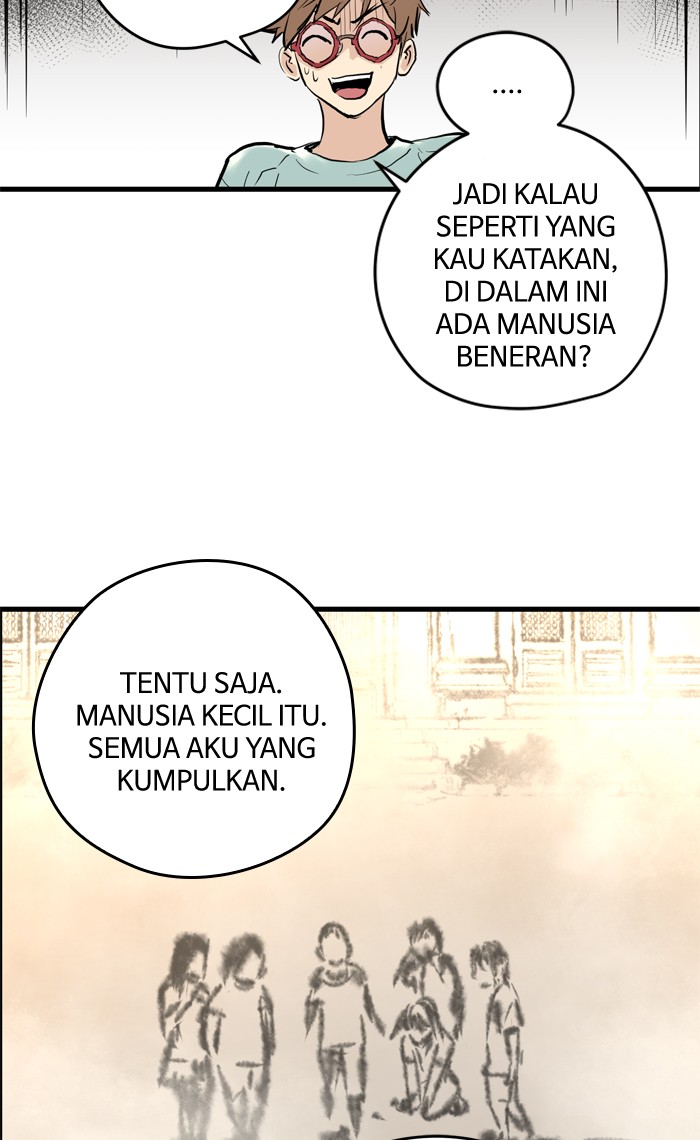 ....
JADI KALAU
SEPERTI YANG
KAU KATAKAN,
DI DALAM INI
ADA MANUSIA
BENERAN?
TENTU SAJA.
MANUSIA KECIL ITU.
SEMUA AKU YANG
KUMPULKAN.